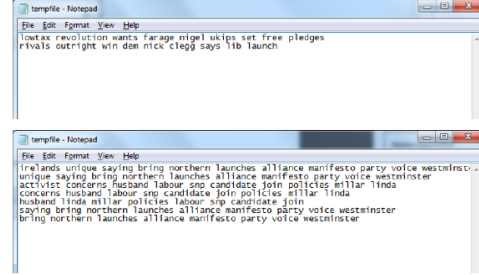 tempfile - Notepad
File Edit Format View Help
lowtax revolution wants farage nigel ukips set free pledges
rivals outright win dem nick clegg says lib launch
tempfile - Notepad
File Edit Format View Help
irelands unique saying bring northern launches alliance manifesto party voice westminst
unique saying bring northern launches alliance manifesto party voice westminster
activist concerns husband labour snp candidate join policies millar linda
concerns husband labour snp candidate join policies millar linda
husband linda millar policies labour snp candidate join
saying bring northern launches alliance manifesto party voice westminster
bring northern launches alliance manifesto party voice westminster